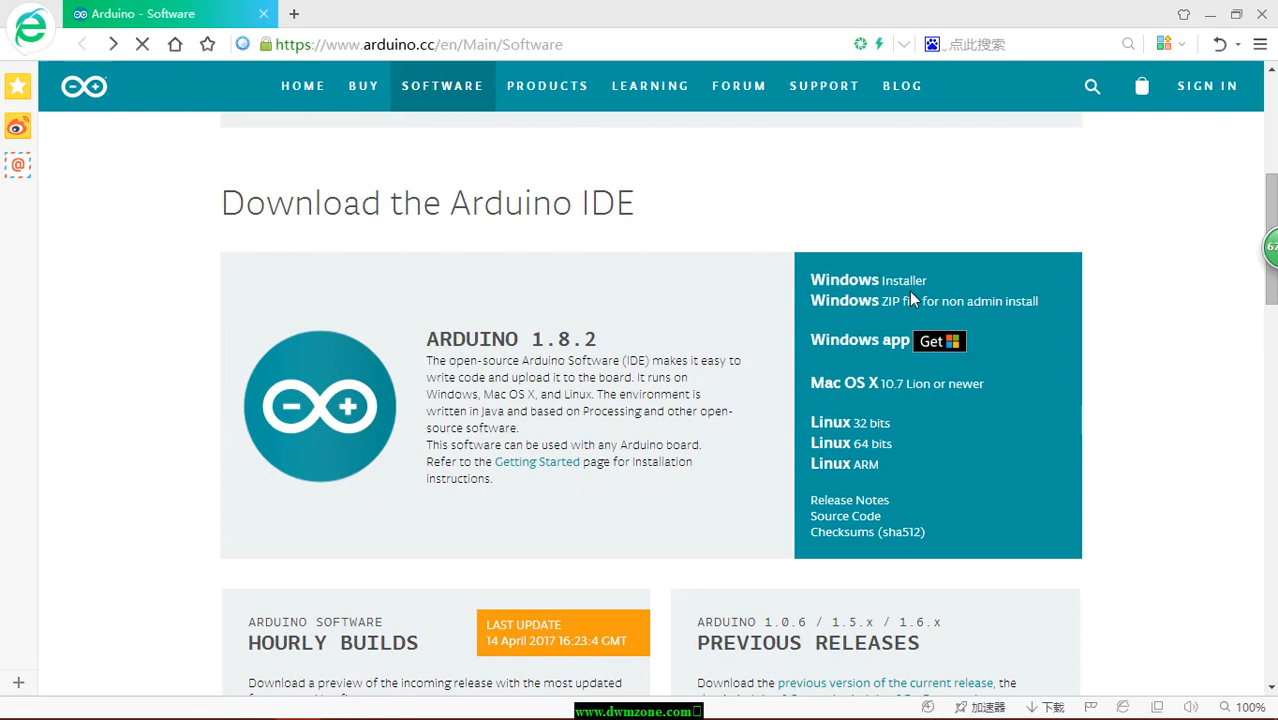 Arduino - Software
https://www.arduino.cc/en/Main/Software
点此搜索
HOME BUY SOFTWARE PRODUCTS LEARNING FORUM SUPPORT BLOG SIGN IN
Download the Arduino IDE
ARDUINO 1.8.2
The open-source Arduino Software (IDE) makes it easy to
write code and upload it to the board. It runs on
Windows, Mac OS X, and Linux. The environment is
written in Java and based on Processing and other open-
source software.
This software can be used with any Arduino board.
Refer to the Getting Started page for Installation
instructions.
Windows Installer
Windows ZIP file for non admin install
Windows app Get
Mac OS X 10.7 Lion or newer
Linux 32 bits
Linux 64 bits
Linux ARM
Release Notes
Source Code
Checksums (sha512)
67
ARDUINO SOFTWARE
HOURLY BUILDS
LAST UPDATE
14 April 2017 16:23:4 GMT
Download a preview of the incoming release with the most updated
ARDUINO 1.0.6 / 1.5.x / 1.6.x
PREVIOUS RELEASES
Download the previous version of the current release, the
加速器
下载
100%
www.dwmzone.com